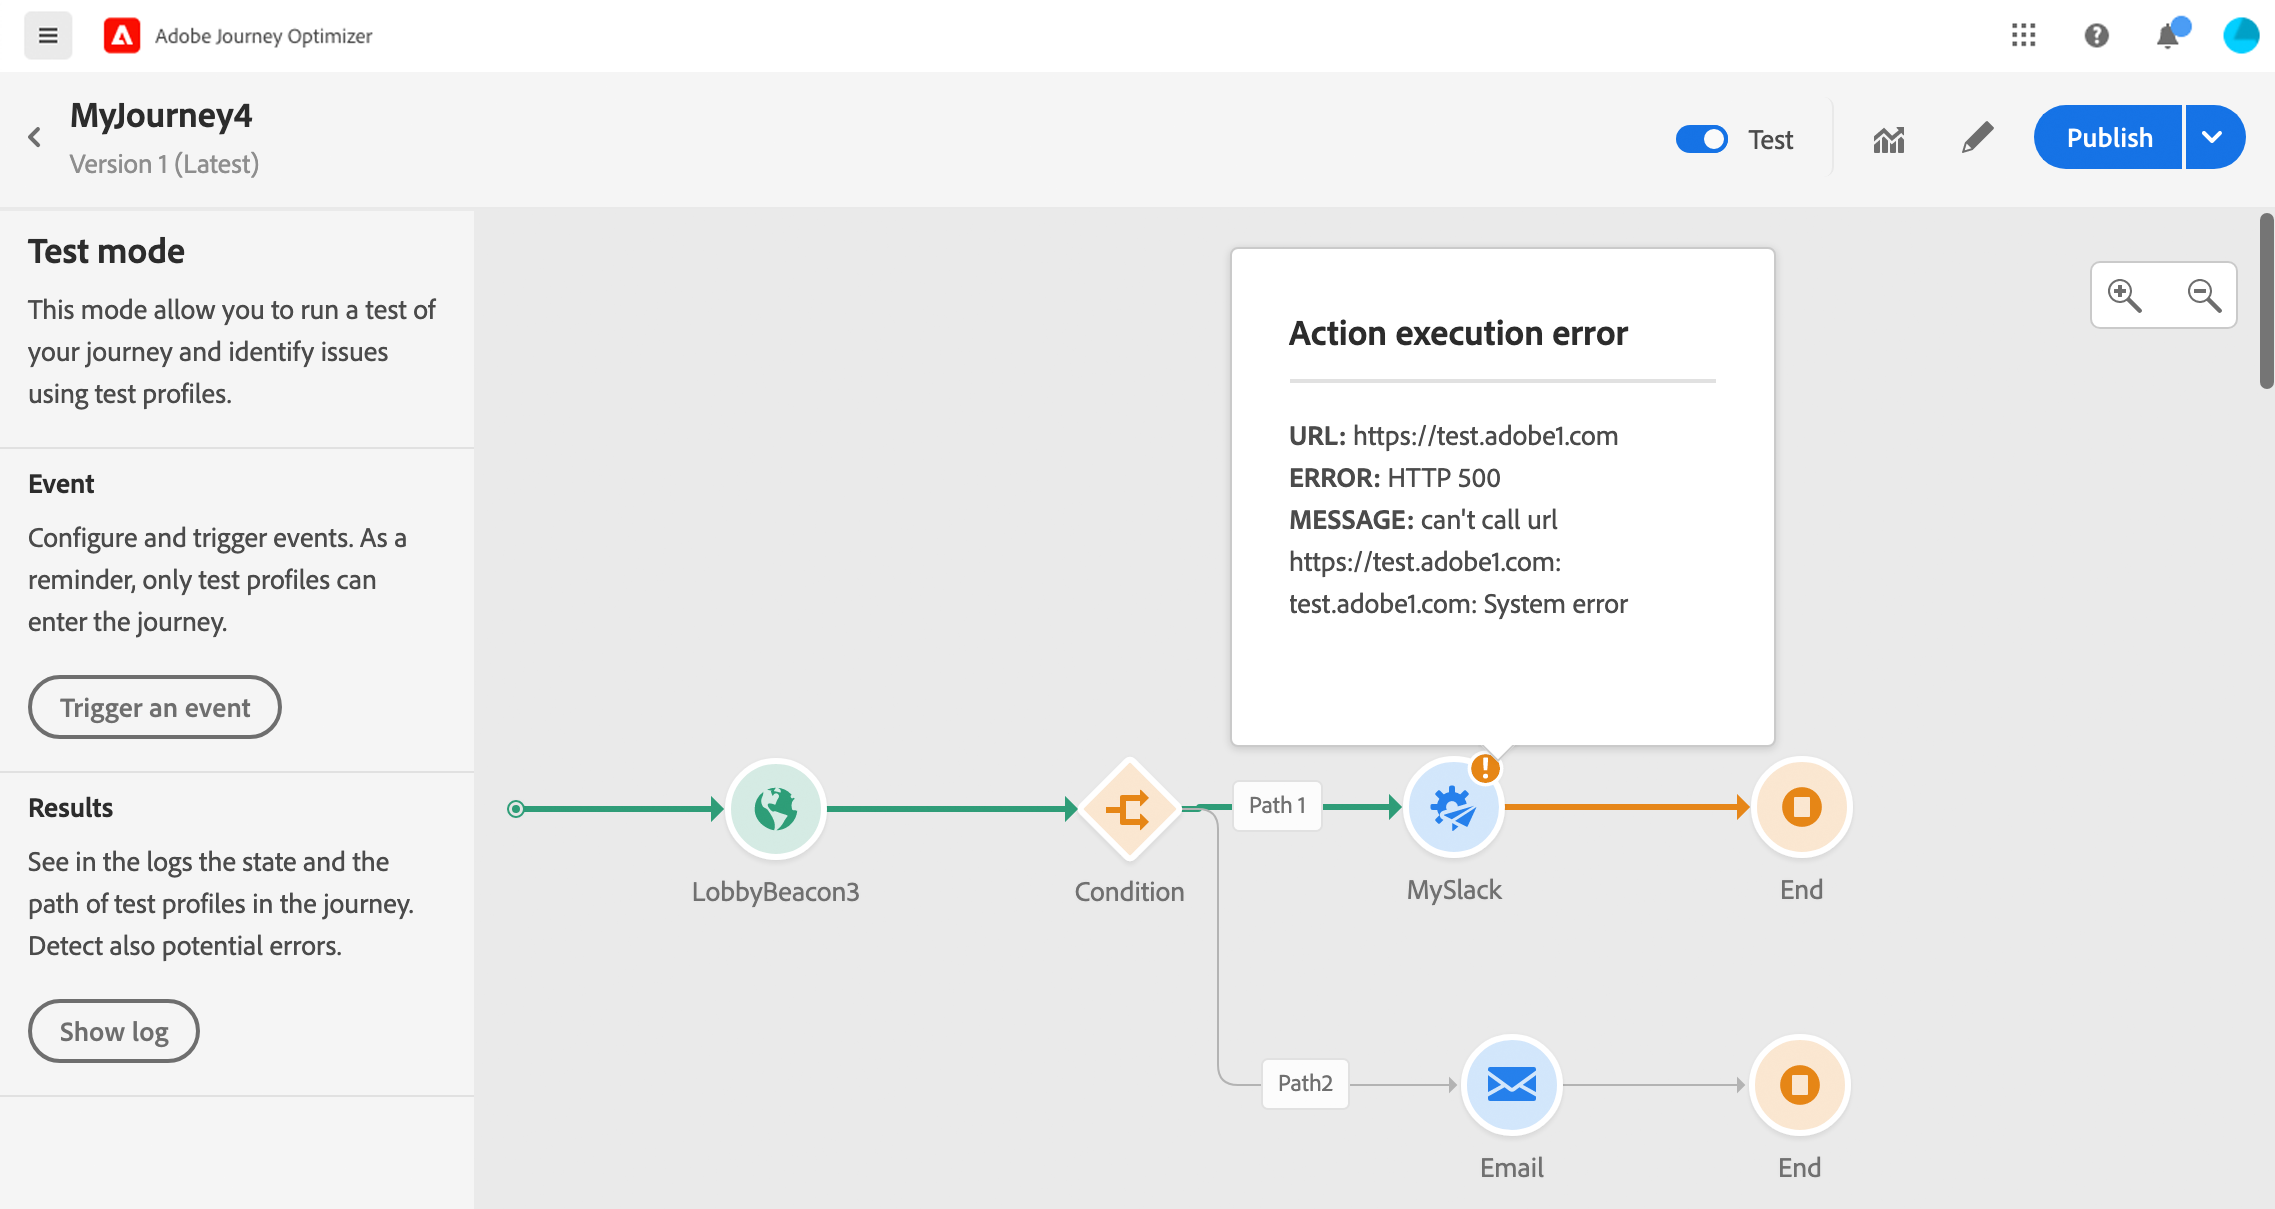 Adobe Journey Optimizer
MyJourney4
Version 1 (Latest)
Test
Publish
Test mode
This mode allow you to run a test of
your journey and identify issues
using test profiles.
Event
Configure and trigger events. As a
reminder, only test profiles can
enter the journey.
Trigger an event
Results
See in the logs the state and the
path of test profiles in the journey.
Detect also potential errors.
Show log
Action execution error
URL: https://test.adobe1.com
ERROR: HTTP 500
MESSAGE: can't call url
https://test.adobe1.com:
test.adobe1.com: System error
Path 1
LobbyBeacon3
Condition
MySlack
End
Path2
Email
End